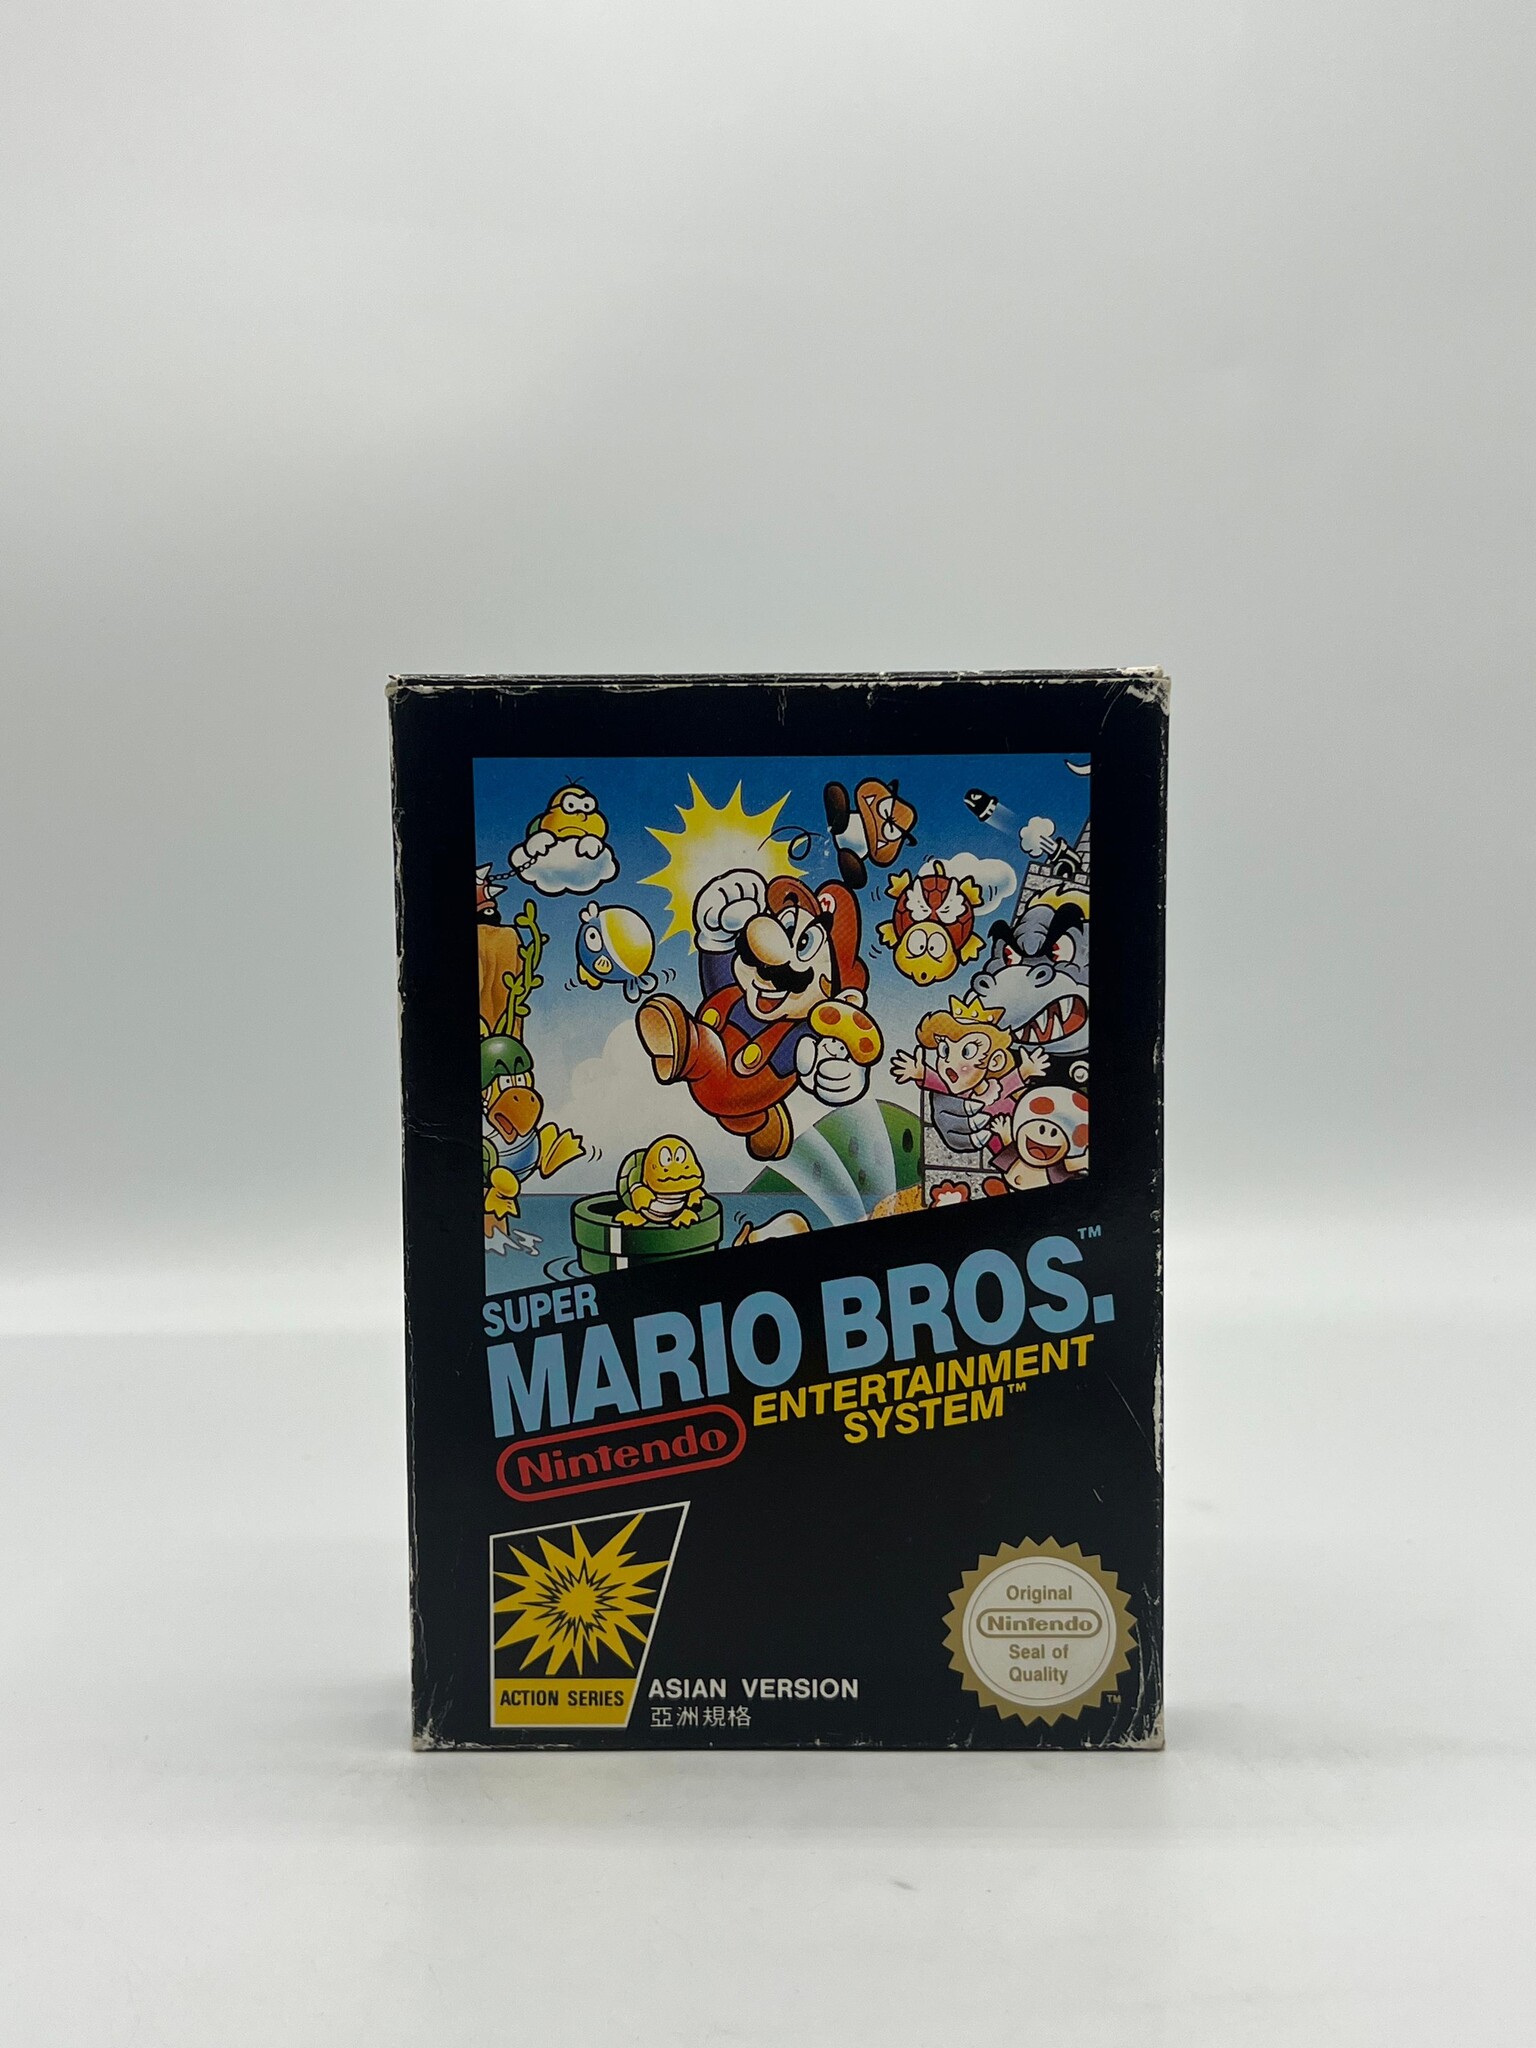 SUPER
MARIO BROS.™
ENTERTAINMENT
SYSTEM™
Nintendo
ACTION SERIES
ASIAN VERSION
亞洲規格
Original
Nintendo
Seal of
Quality
TM
M